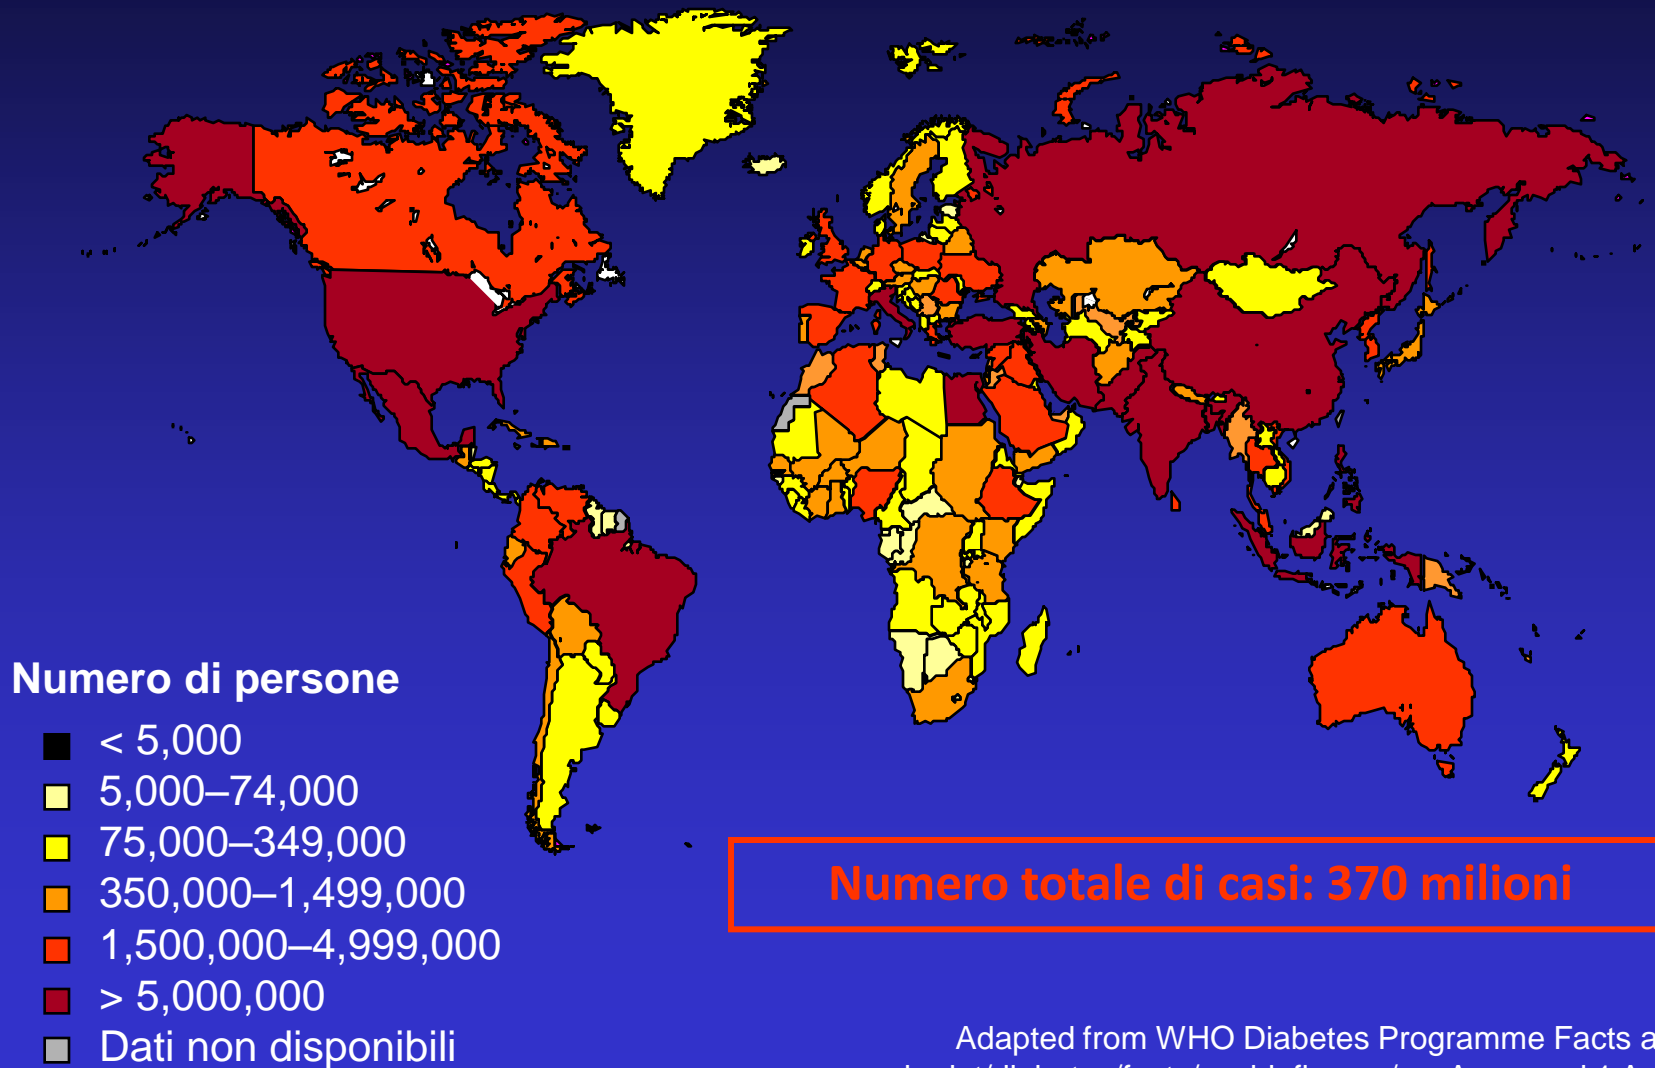 Numero di persone
< 5,000
5,000–74,000
75,000–349,000
350,000–1,499,000
1,500,000–4,999,000
> 5,000,000
Dati non disponibili
Numero totale di casi: 370 milioni
Adapted from WHO Diabetes Programme Facts a